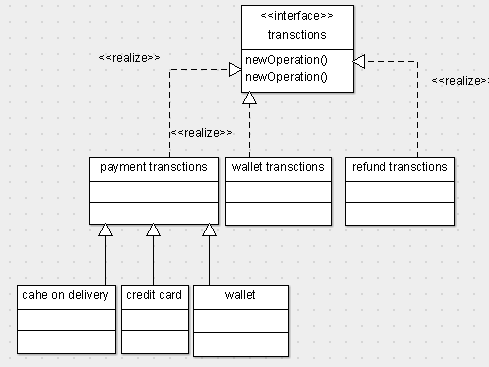 <<interface>>
transctions
newOperation()
newOperation()
<<realize>>
<<realize>>
<<realize>>
payment transctions
wallet transctions
refund transctions
cahe on delivery
credit card
wallet